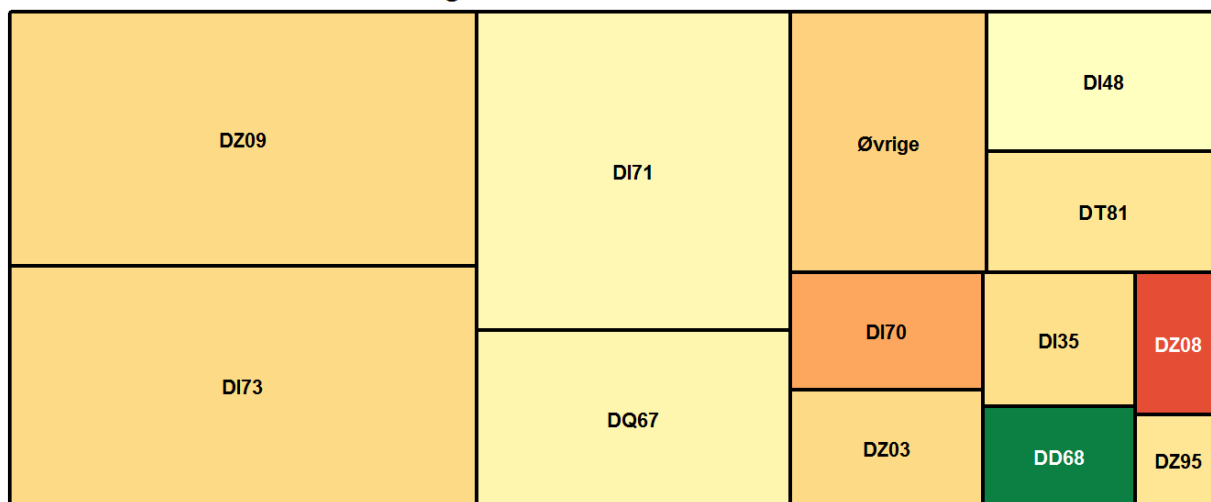 DZ09
DI73
DI71
DQ67
Øvrige
DI48
DT81
DI70
DZ03
DI35
DD68
DZ08
DZ95